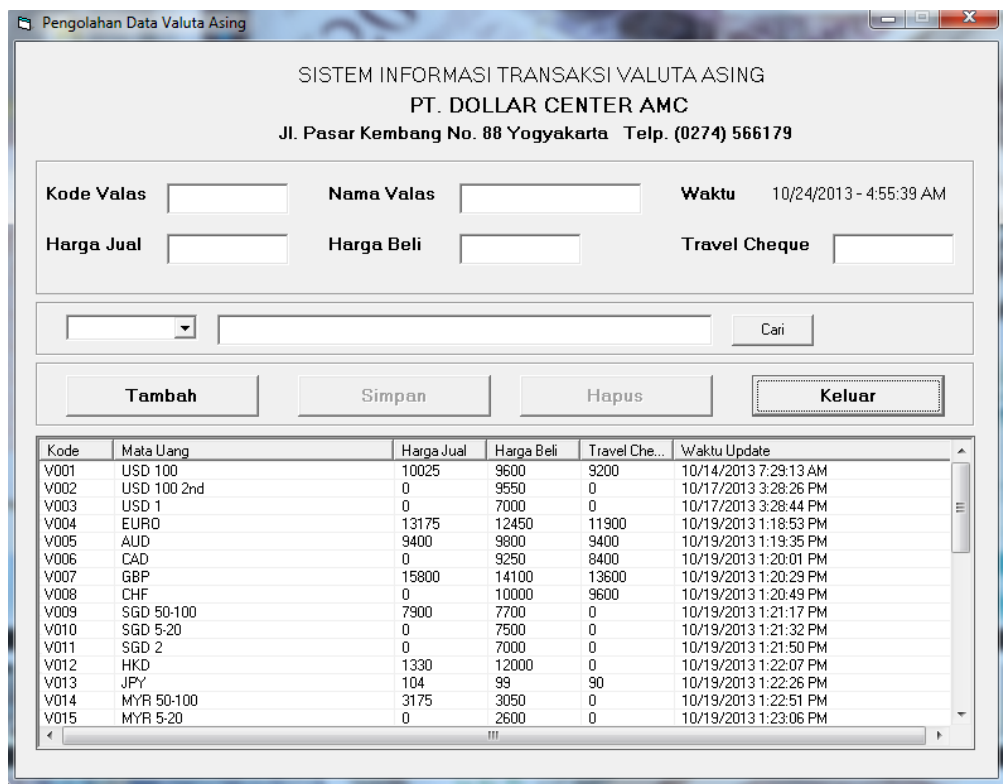 Pengolahan Data Valuta Asing
SISTEM INFORMASI TRANSAKSI VALUTA ASING
PT. DOLLAR CENTER AMC
Jl. Pasar Kembang No. 88 Yogyakarta Telp. (0274) 566179
Kode Valas Nama Valas Waktu 10/24/2013 - 4:55:39 AM
Harga Jual Harga Beli Travel Cheque
Cari
Tambah Simpan Hapus Keluar
Kode Mata Uang Harga Jual Harga Beli Travel Che... Waktu Update
V001 USD 100 10025 9600 9200 10/14/2013 7:29:13 AM
V002 USD 100 2nd 0 9550 0 10/17/2013 3:28:26 PM
V003 USD 1 0 7000 0 10/17/2013 3:28:44 PM
V004 EURO 13175 12450 11900 10/19/2013 1:18:53 PM
V005 AUD 9400 9800 9400 10/19/2013 1:19:35 PM
V006 CAD 0 9250 8400 10/19/2013 1:20:01 PM
V007 GBP 15800 14100 13600 10/19/2013 1:20:29 PM
V008 CHF 0 10000 9600 10/19/2013 1:20:49 PM
V009 SGD 50-100 7900 7700 0 10/19/2013 1:21:17 PM
V010 SGD 5-20 0 7500 0 10/19/2013 1:21:32 PM
V011 SGD 2 0 7000 0 10/19/2013 1:21:50 PM
V012 HKD 1330 12000 0 10/19/2013 1:22:07 PM
V013 JPY 104 99 90 10/19/2013 1:22:26 PM
V014 MYR 50-100 3175 3050 0 10/19/2013 1:22:51 PM
V015 MYR 5-20 0 2600 0 10/19/2013 1:23:06 PM